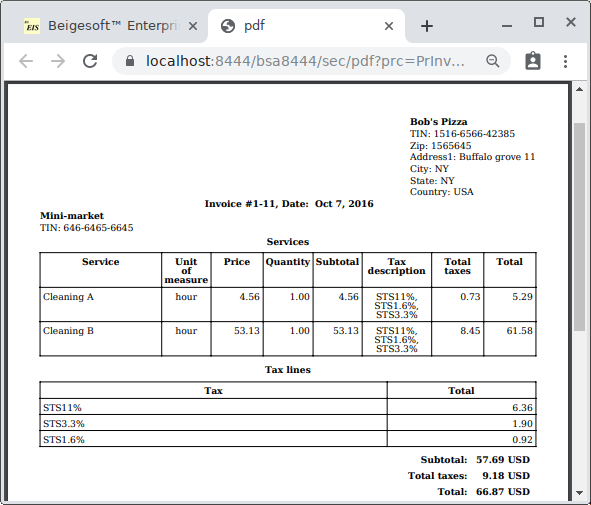 EIS Beigesoft™ Enterpri
pdf
localhost:8444/bsa8444/sec/pdf?prc=PrInv...
Bob's Pizza
TIN: 1516-6566-42385
Zip: 1565645
Address1: Buffalo grove 11
City: NY
State: NY
Country: USA
Invoice #1-11, Date: Oct 7, 2016
Mini-market
TIN: 646-6465-6645
Services
Service Unit of measure Price Quantity Subtotal Tax description Total taxes Total
Cleaning A hour 4.56 1.00 4.56 STS11%, STS1.6%, STS3.3% 0.73 5.29
Cleaning B hour 53.13 1.00 53.13 STS11%, STS1.6%, STS3.3% 8.45 61.58
Tax lines
Tax Total
STS11% 6.36
STS3.3% 1.90
STS1.6% 0.92
Subtotal: 57.69 USD
Total taxes: 9.18 USD
Total: 66.87 USD